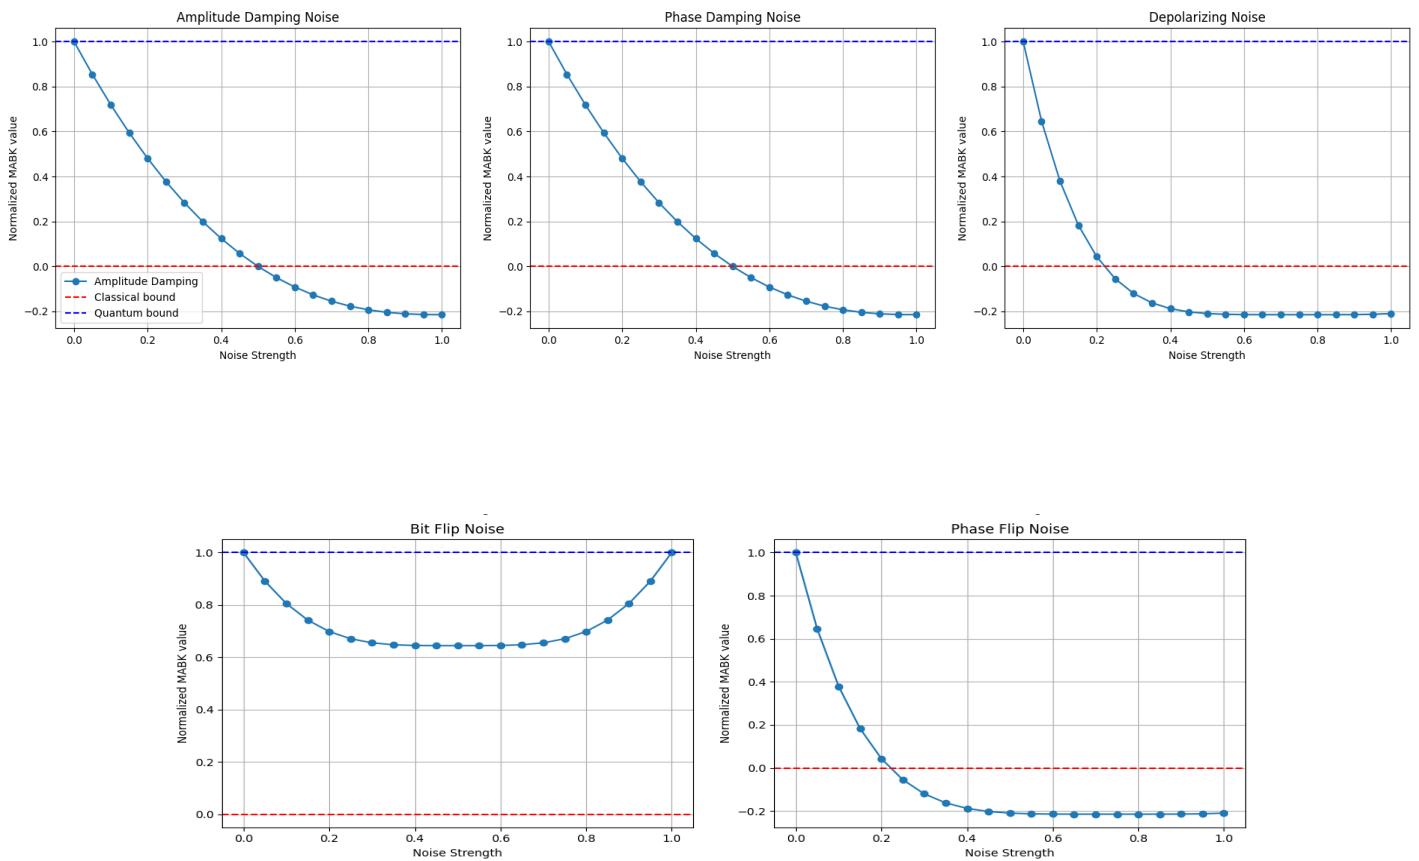 Amplitude Damping Noise
Normalized MABK value
1.0
0.8
0.6
0.4
0.2
0.0
−0.2
Amplitude Damping
Classical bound
Quantum bound
0.0 0.2 0.4 0.6 0.8 1.0
Noise Strength
Phase Damping Noise
Normalized MABK value
1.0
0.8
0.6
0.4
0.2
0.0
−0.2
0.0 0.2 0.4 0.6 0.8 1.0
Noise Strength
Depolarizing Noise
Normalized MABK value
1.0
0.8
0.6
0.4
0.2
0.0
−0.2
0.0 0.2 0.4 0.6 0.8 1.0
Noise Strength
Bit Flip Noise
Normalized MABK value
1.0
0.8
0.6
0.4
0.2
0.0
0.0 0.2 0.4 0.6 0.8 1.0
Noise Strength
Phase Flip Noise
Normalized MABK value
1.0
0.8
0.6
0.4
0.2
0.0
−0.2
0.0 0.2 0.4 0.6 0.8 1.0
Noise Strength